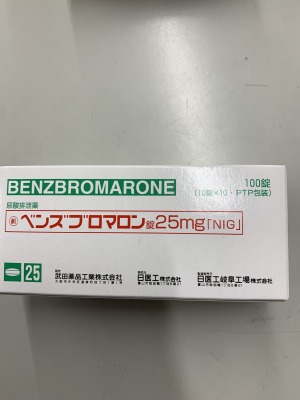 BENZBROMARONE
100錠
(10錠×10・PTP包装)
尿酸排泄薬
ベンズブロマロン錠25mg「NIG」
25
武田薬品工業株式会社
日医工株式会社
日医工岐阜工場株式会社